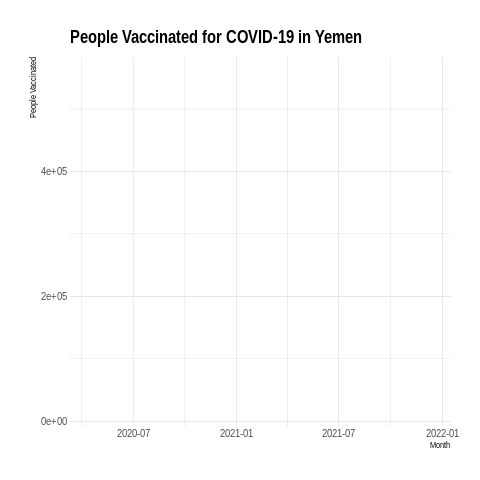 People Vaccinated for COVID-19 in Yemen
People Vaccinated
4e+05
2e+05
0e+00
2020-07
2021-01
2021-07
2022-01
Month